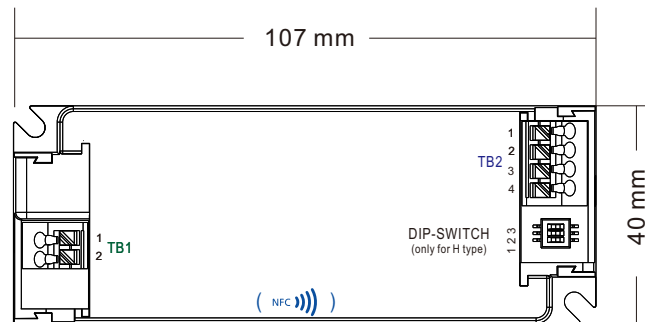 107 mm
1
2
TB2
3
4
40 mm
DIP-SWITCH
(only for H type)
1 2 3
1
2
TB1
( NFC )